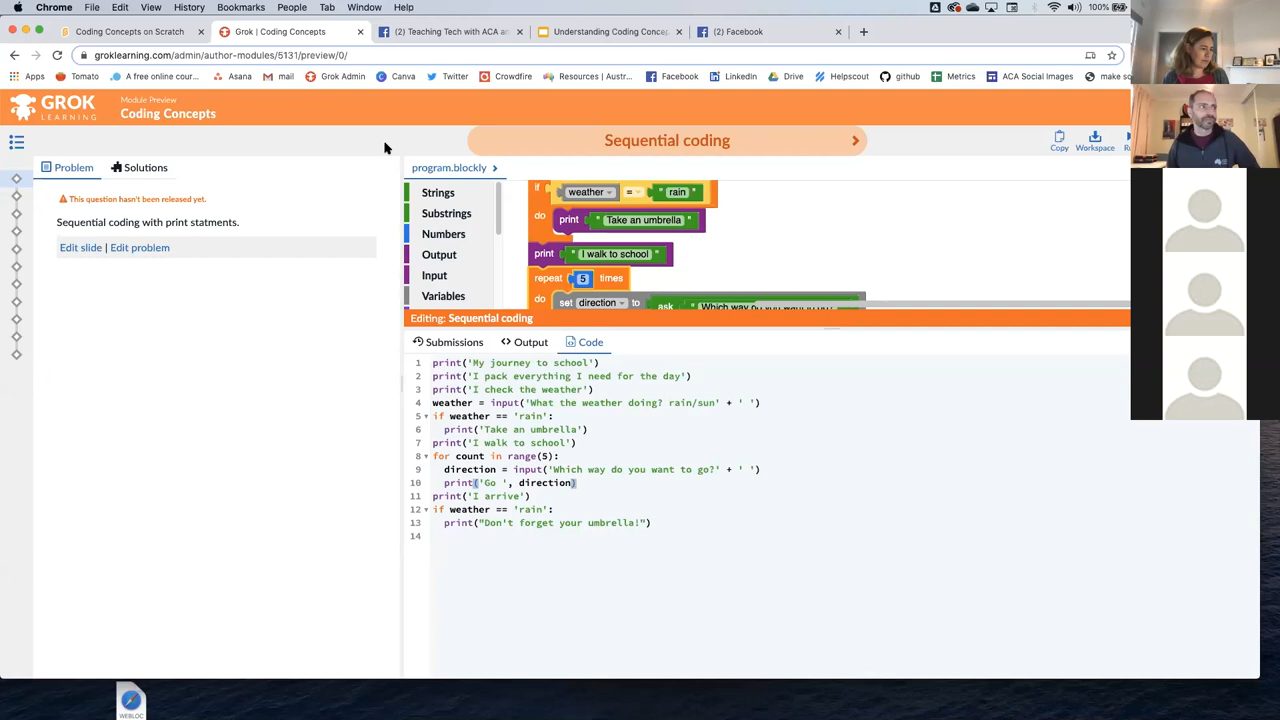 Chrome File Edit View History Bookmarks People Tab Window Help 100%
Coding Concepts on Scratch Grok | Coding Concepts (2) Teaching Tech with ACA a Understanding Coding Conce (2) Facebook
groklearning.com/admin/author-modules/5131/preview/0/
Apps Tomato A free online cour... Asana mail Grok Admin Canva Twitter Crowdfire Resources | Austr... Facebook LinkedIn Drive Helpscout github Metrics ACA Social Images make so
GROK
LEARNING
Module Preview
Coding Concepts
Sequential coding
Copy Workspace
Problem Solutions
This question hasn't been released yet.
Sequential coding with print statments.
Edit slide | Edit problem
program.blockly
Strings
Substrings
Numbers
Output
Input
Variables
if weather = " rain "
do print " Take an umbrella "
print " I walk to school "
repeat 5 times
do set direction to ask " Which way do you want to go? "
Editing: Sequential coding
Submissions Output Code
1 print('My journey to school')
2 print('I pack everything I need for the day')
3 print('I check the weather')
4 weather = input('What the weather doing? rain/sun' + ' ')
5 if weather == 'rain':
6 print('Take an umbrella')
7 print('I walk to school')
8 for count in range(5):
9 direction = input('Which way do you want to go?' + ' ')
10 print('Go ', direction)
11 print('I arrive')
12 if weather == 'rain':
13 print("Don't forget your umbrella!")
14
WEBLOC